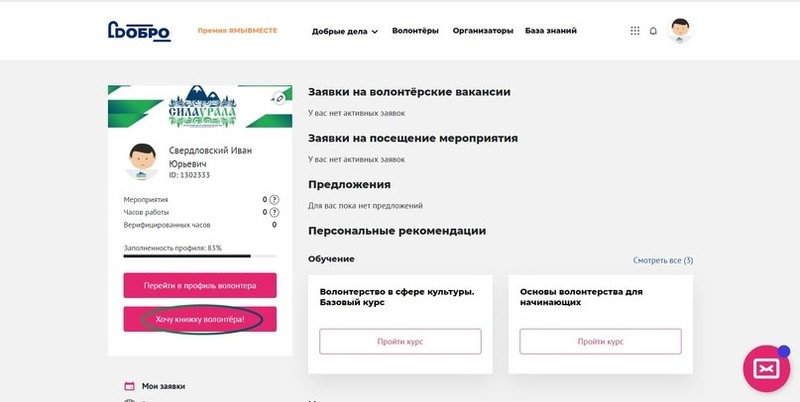 ДОБРО
Премия #МЫВМЕСТЕ
Добрые дела
Волонтёры
Организаторы
База знаний
СИЛА УРАЛА
Свердловский Иван
Юрьевич
ID: 1302333
Мероприятия 0 ?
Часов работы 0 ?
Верифицированных часов 0
Заполненность профиля: 83%
Перейти в профиль волонтера
Хочу книжку волонтёра!
Мои заявки
Заявки на волонтёрские вакансии
У вас нет активных заявок
Заявки на посещение мероприятия
У вас нет активных заявок
Предложения
Для вас пока нет предложений
Персональные рекомендации
Обучение
Смотреть все (3)
Волонтерство в сфере культуры.
Базовый курс
Пройти курс
Основы волонтерства для
начинающих
Пройти курс